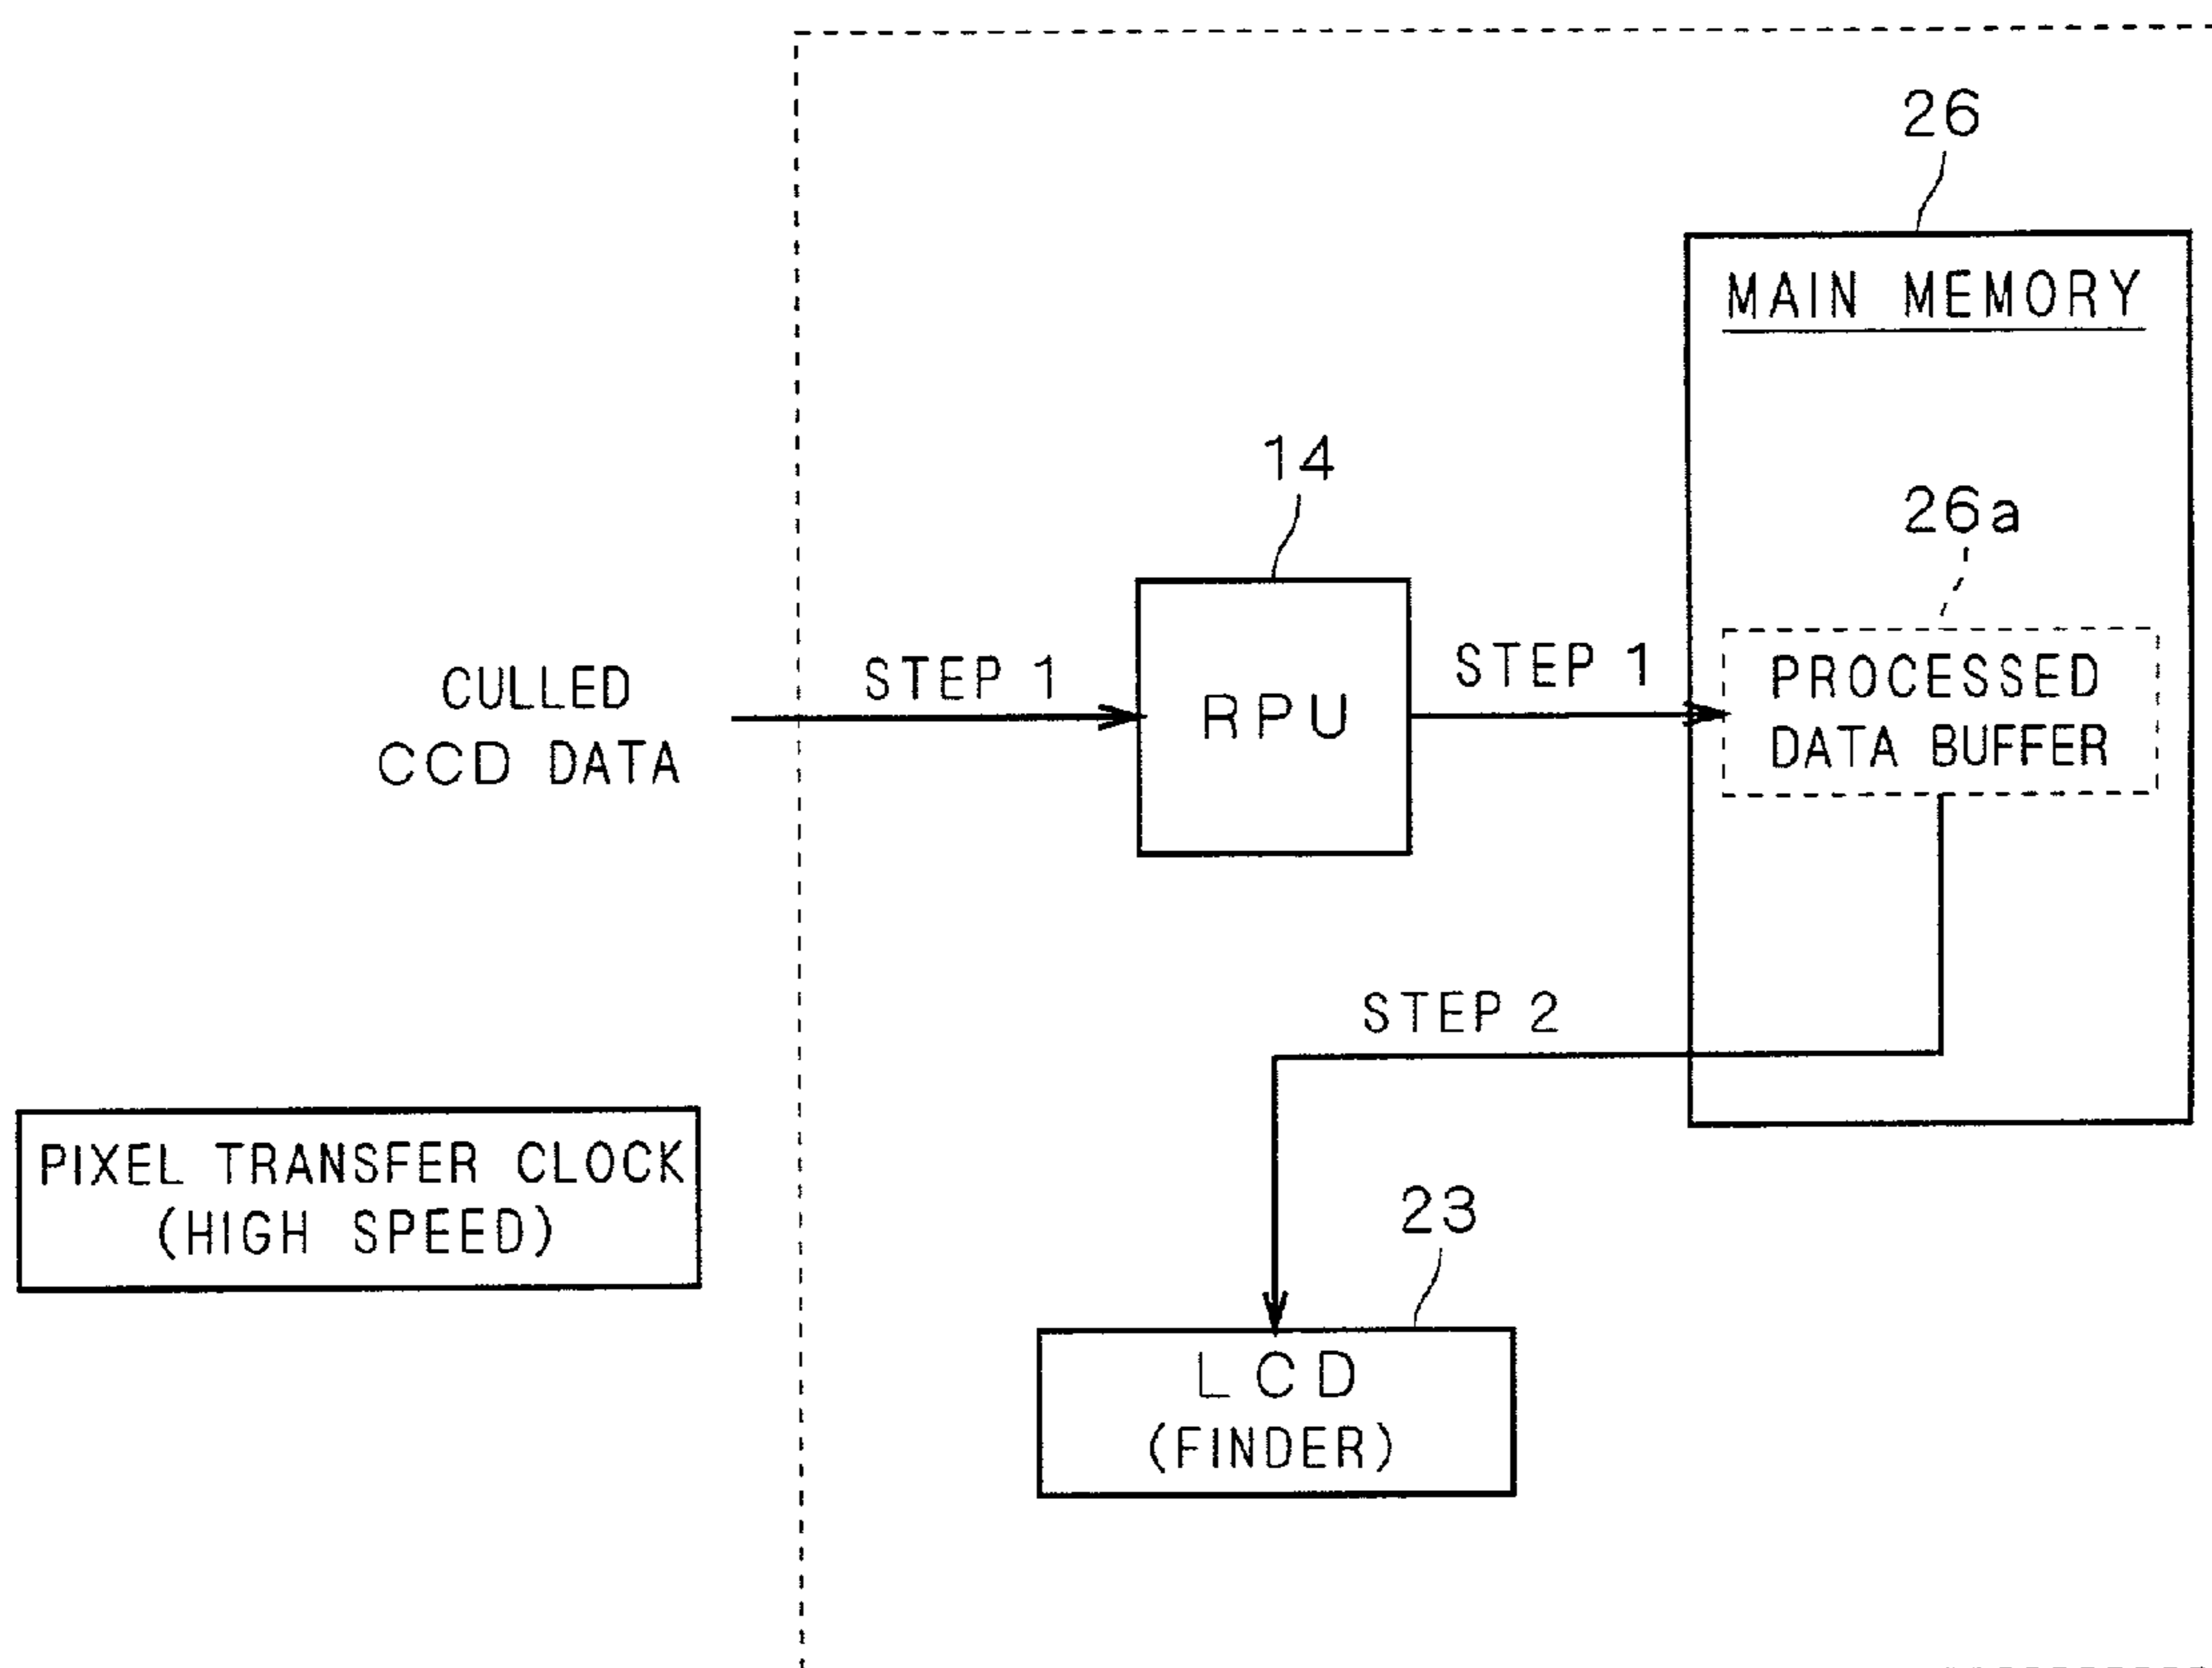 26
MAIN MEMORY
14
26a
CULLED
CCD DATA
STEP 1
RPU
STEP 1
PROCESSED
DATA BUFFER
STEP 2
PIXEL TRANSFER CLOCK
(HIGH SPEED)
23
LCD
(FINDER)